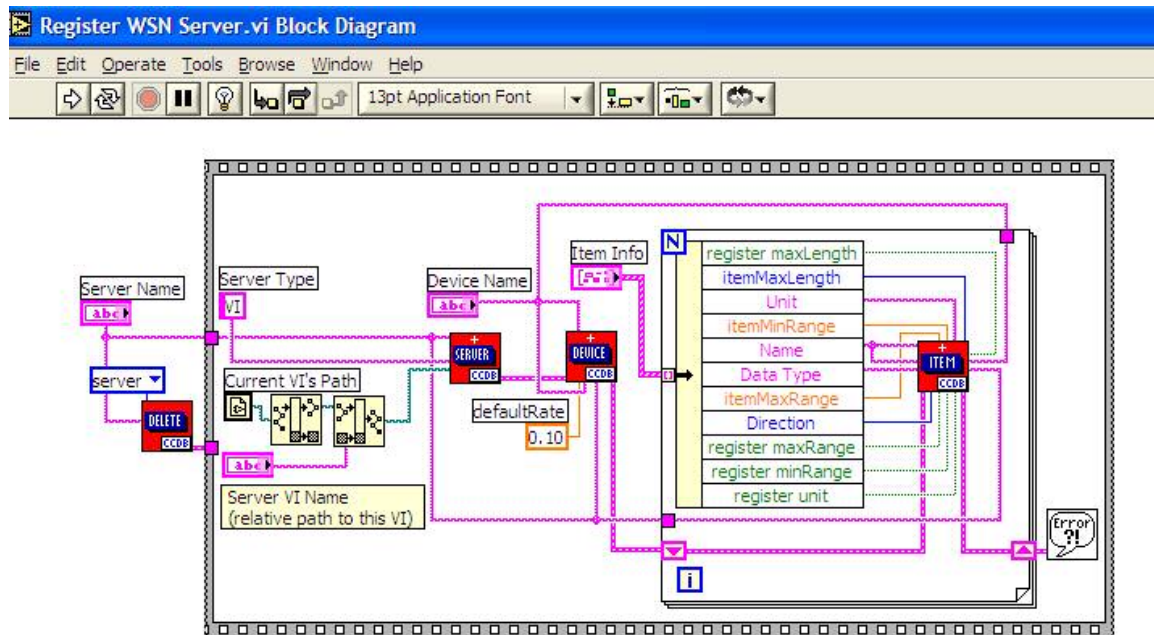 Register WSN Server.vi Block Diagram
File Edit Operate Tools Browse Window Help
13pt Application Font
Server Name
abc
server
DELETE
CCDB
Server Type
VI
Current VI's Path
abc
Server VI Name
(relative path to this VI)
SERVER
CCDB
Device Name
abc
DEVICE
CCDB
defaultRate
0.10
Item Info
N
register maxLength
itemMaxLength
Unit
itemMinRange
Name
Data Type
itemMaxRange
Direction
register maxRange
register minRange
register unit
ITEM
CCDB
i
Error
?!